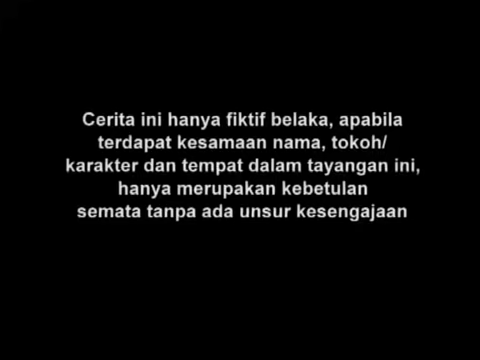 Cerita ini hanya fiktif belaka, apabila
terdapat kesamaan nama, tokoh/
karakter dan tempat dalam tayangan ini,
hanya merupakan kebetulan
semata tanpa ada unsur kesengajaan